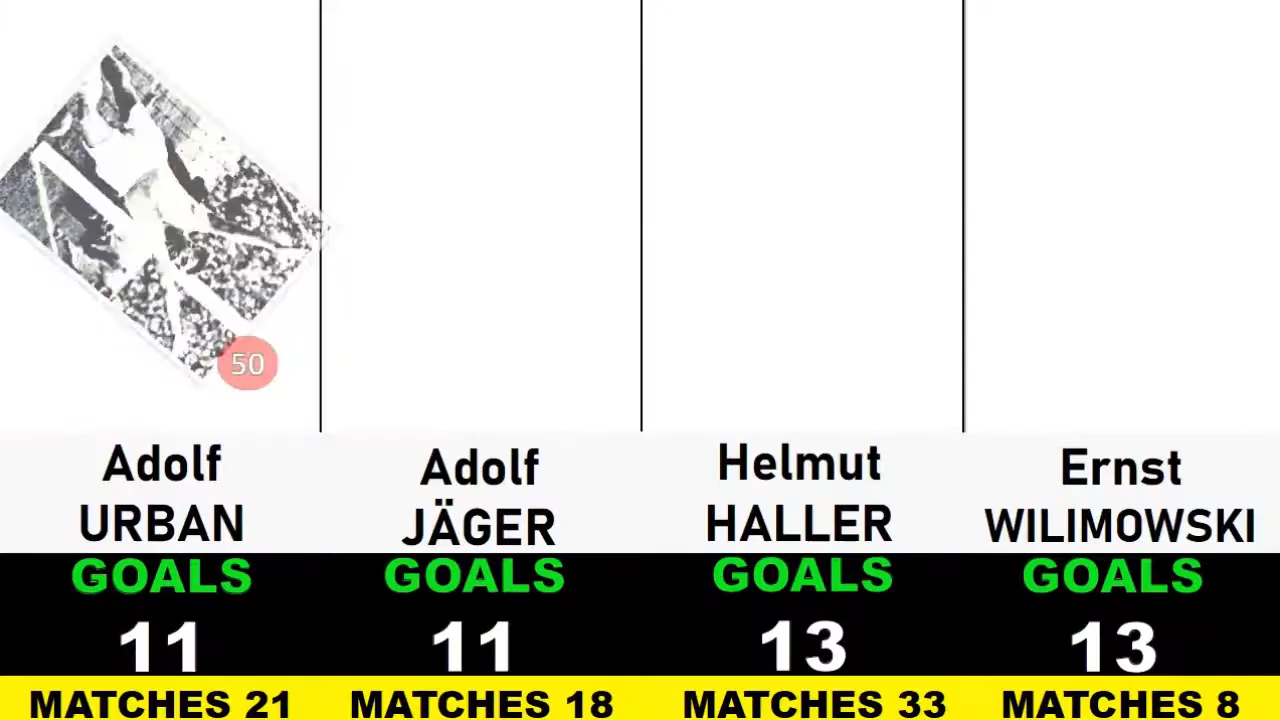 50
Adolf
URBAN
GOALS
11
MATCHES 21
Adolf
JÄGER
GOALS
11
MATCHES 18
Helmut
HALLER
GOALS
13
MATCHES 33
Ernst
WILIMOWSKI
GOALS
13
MATCHES 8